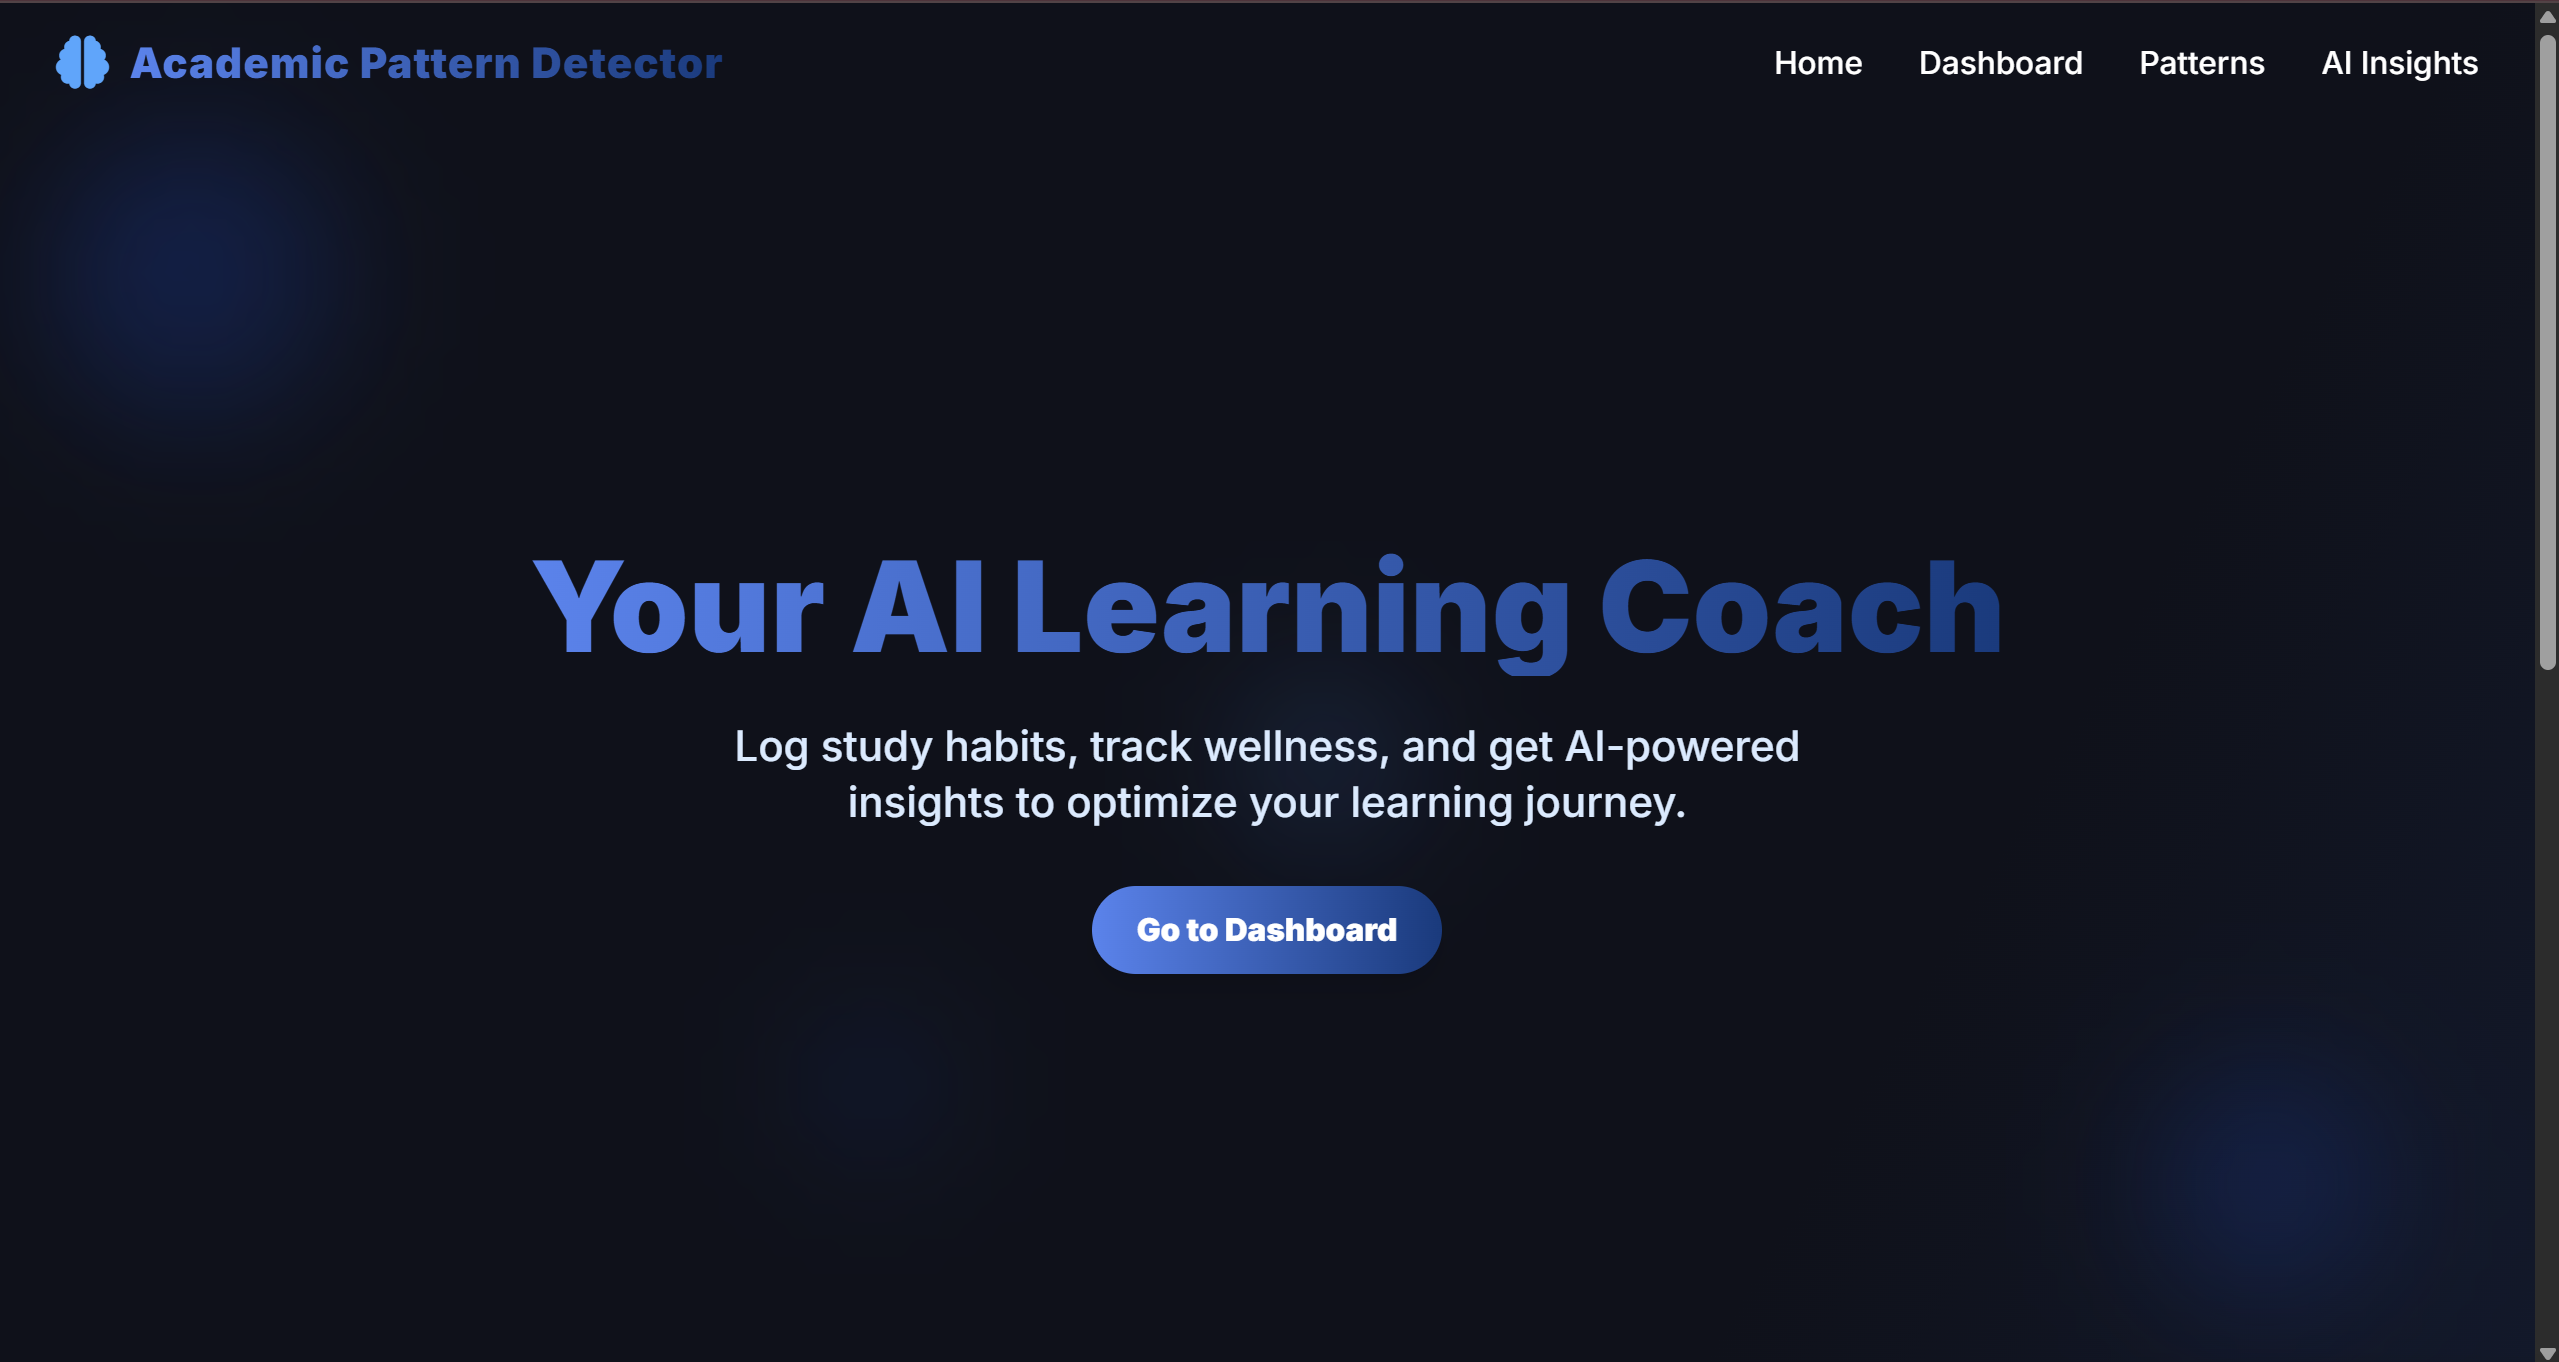 Academic Pattern Detector
Home
Dashboard
Patterns
AI Insights
Your AI Learning Coach
Log study habits, track wellness, and get AI-powered
insights to optimize your learning journey.
Go to Dashboard